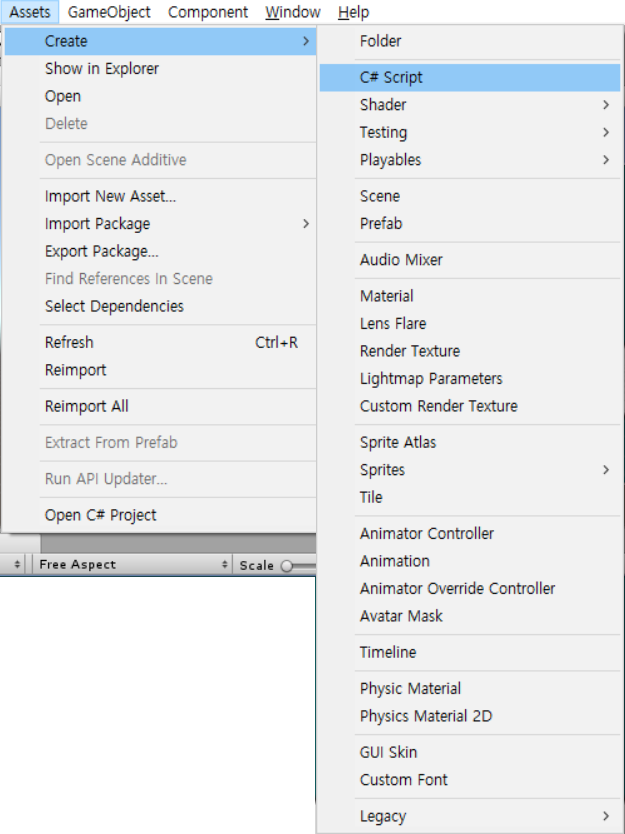 Assets GameObject Component Window Help
Create
Show in Explorer
Open
Delete
Open Scene Additive
Import New Asset...
Import Package
Export Package...
Find References In Scene
Select Dependencies
Refresh Ctrl+R
Reimport
Reimport All
Extract From Prefab
Run API Updater...
Open C# Project
Free Aspect Scale
Folder
C# Script
Shader
Testing
Playables
Scene
Prefab
Audio Mixer
Material
Lens Flare
Render Texture
Lightmap Parameters
Custom Render Texture
Sprite Atlas
Sprites
Tile
Animator Controller
Animation
Animator Override Controller
Avatar Mask
Timeline
Physic Material
Physics Material 2D
GUI Skin
Custom Font
Legacy